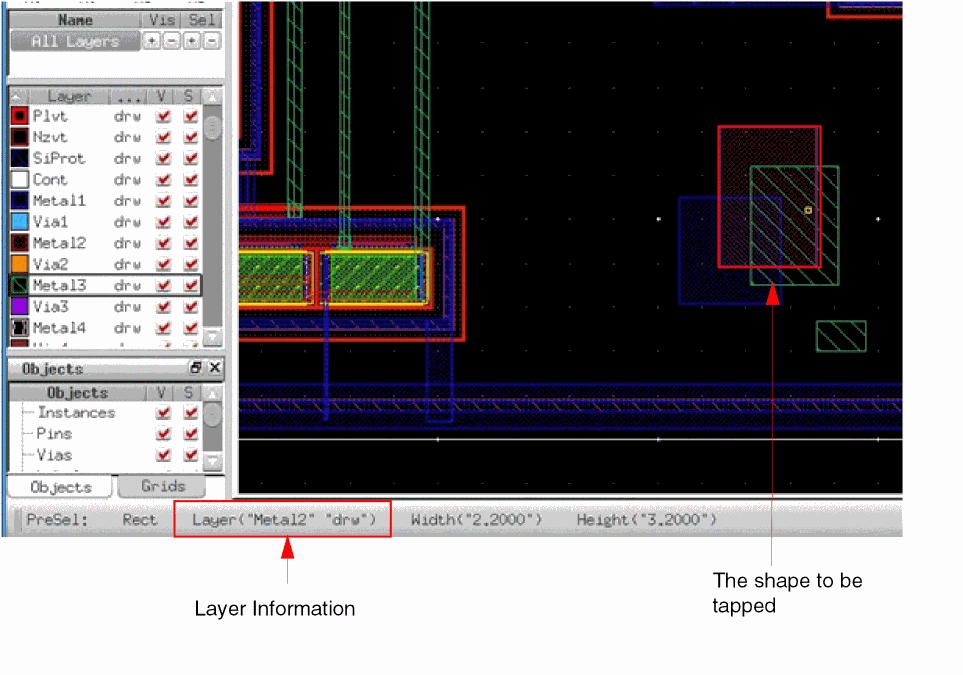 Name Vis Sel
All Layers + - + -
Layer ... V S
Plvt drw
Nzvt drw
SiProt drw
Cont drw
Metal1 drw
Via1 drw
Metal2 drw
Via2 drw
Metal3 drw
Via3 drw
Metal4 drw
Objects
Objects V S
Instances
Pins
Vias
Objects Grids
PreSel: Rect Layer("Metal2" "drw") Width("2.2000") Height("3.2000")
Layer Information
The shape to be
tapped